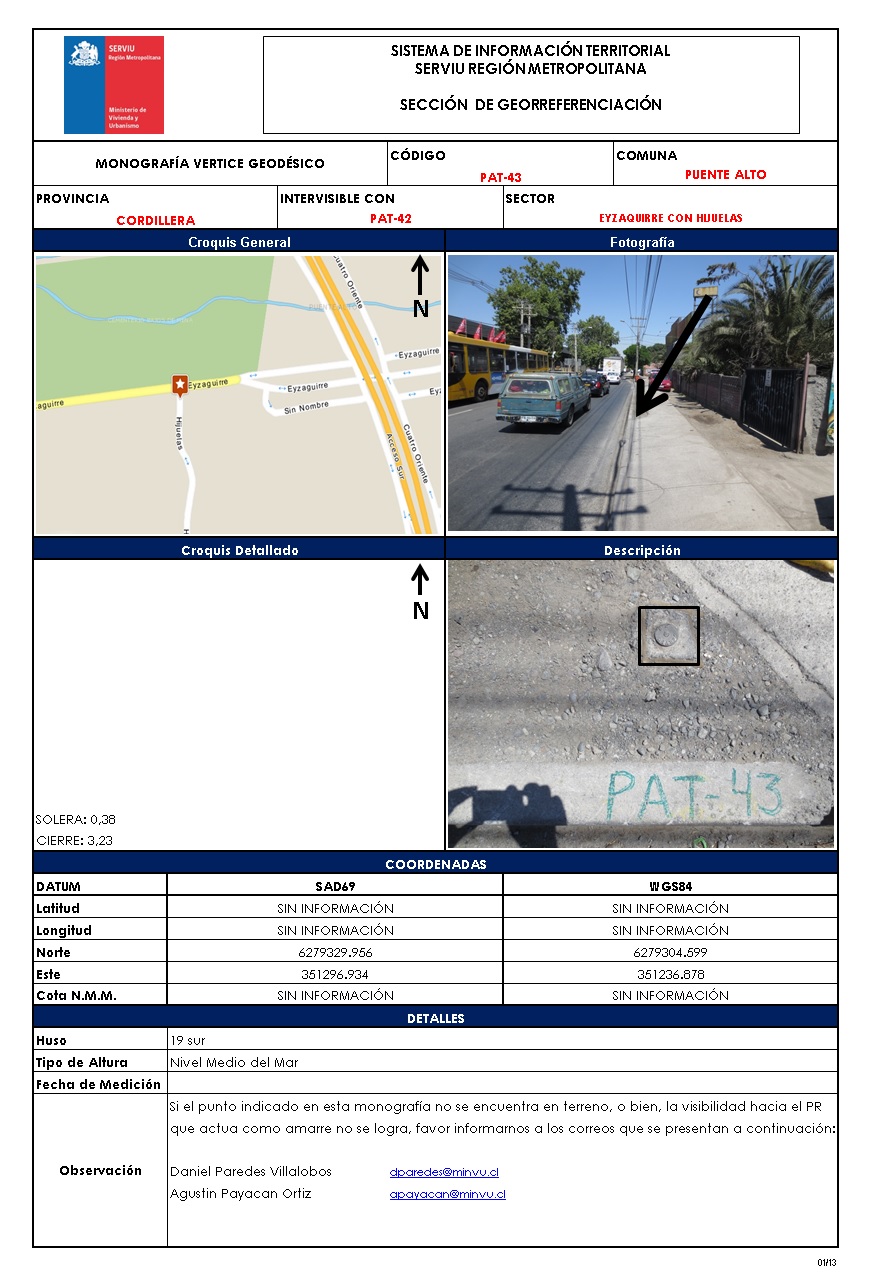 SERVIU
Región Metropolitana
Ministerio de
Vivienda y
Urbanismo
SISTEMA DE INFORMACIÓN TERRITORIAL
SERVIU REGIÓN METROPOLITANA
SECCIÓN DE GEORREFERENCIACIÓN
MONOGRAFÍA VERTICE GEODÉSICO
CÓDIGO
PAT-43
COMUNA
PUENTE ALTO
PROVINCIA
CORDILLERA
INTERVISIBLE CON
PAT-42
SECTOR
EYZAQUIRRE CON HIJUELAS
Croquis General
Fotografía
Cuatro Oriente
N
Eyzaguirre
Eyzaguirre
Eyzaguirre
Ey
aguirre
Sin Nombre
Hijuelas
H
Acceso Sur
Cuatro Oriente
Croquis Detallado
Descripción
N
PAT-43
SOLERA: 0,38
CIERRE: 3,23
COORDENADAS
DATUM SAD69 WGS84
Latitud SIN INFORMACIÓN SIN INFORMACIÓN
Longitud SIN INFORMACIÓN SIN INFORMACIÓN
Norte 6279329.956 6279304.599
Este 351296.934 351236.878
Cota N.M.M. SIN INFORMACIÓN SIN INFORMACIÓN
DETALLES
Huso 19 sur
Tipo de Altura Nivel Medio del Mar
Fecha de Medición
Observación
Si el punto indicado en esta monografía no se encuentra en terreno, o bien, la visibilidad hacia el PR
que actua como amarre no se logra, favor informarnos a los correos que se presentan a continuación:
Daniel Paredes Villalobos dparedes@minvu.cl
Agustin Payacan Ortiz apayacan@minvu.cl
01/13